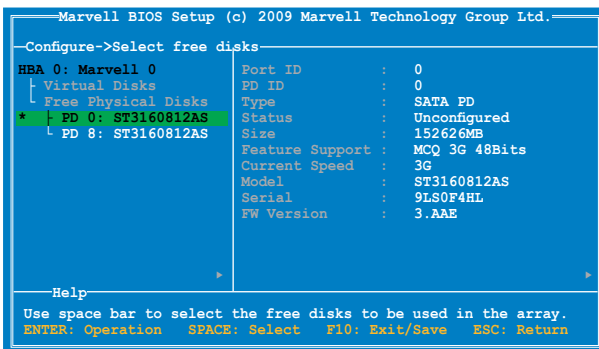 Marvell BIOS Setup (c) 2009 Marvell Technology Group Ltd.
Configure->Select free disks
HBA 0: Marvell 0
Virtual Disks
Free Physical Disks
* PD 0: ST3160812AS
PD 8: ST3160812AS
Port ID : 0
PD ID : 0
Type : SATA PD
Status : Unconfigured
Size : 152626MB
Feature Support : MCQ 3G 48Bits
Current Speed : 3G
Model : ST3160812AS
Serial : 9LS0F4HL
FW Version : 3.AAE
Help
Use space bar to select the free disks to be used in the array.
ENTER: Operation SPACE: Select F10: Exit/Save ESC: Return